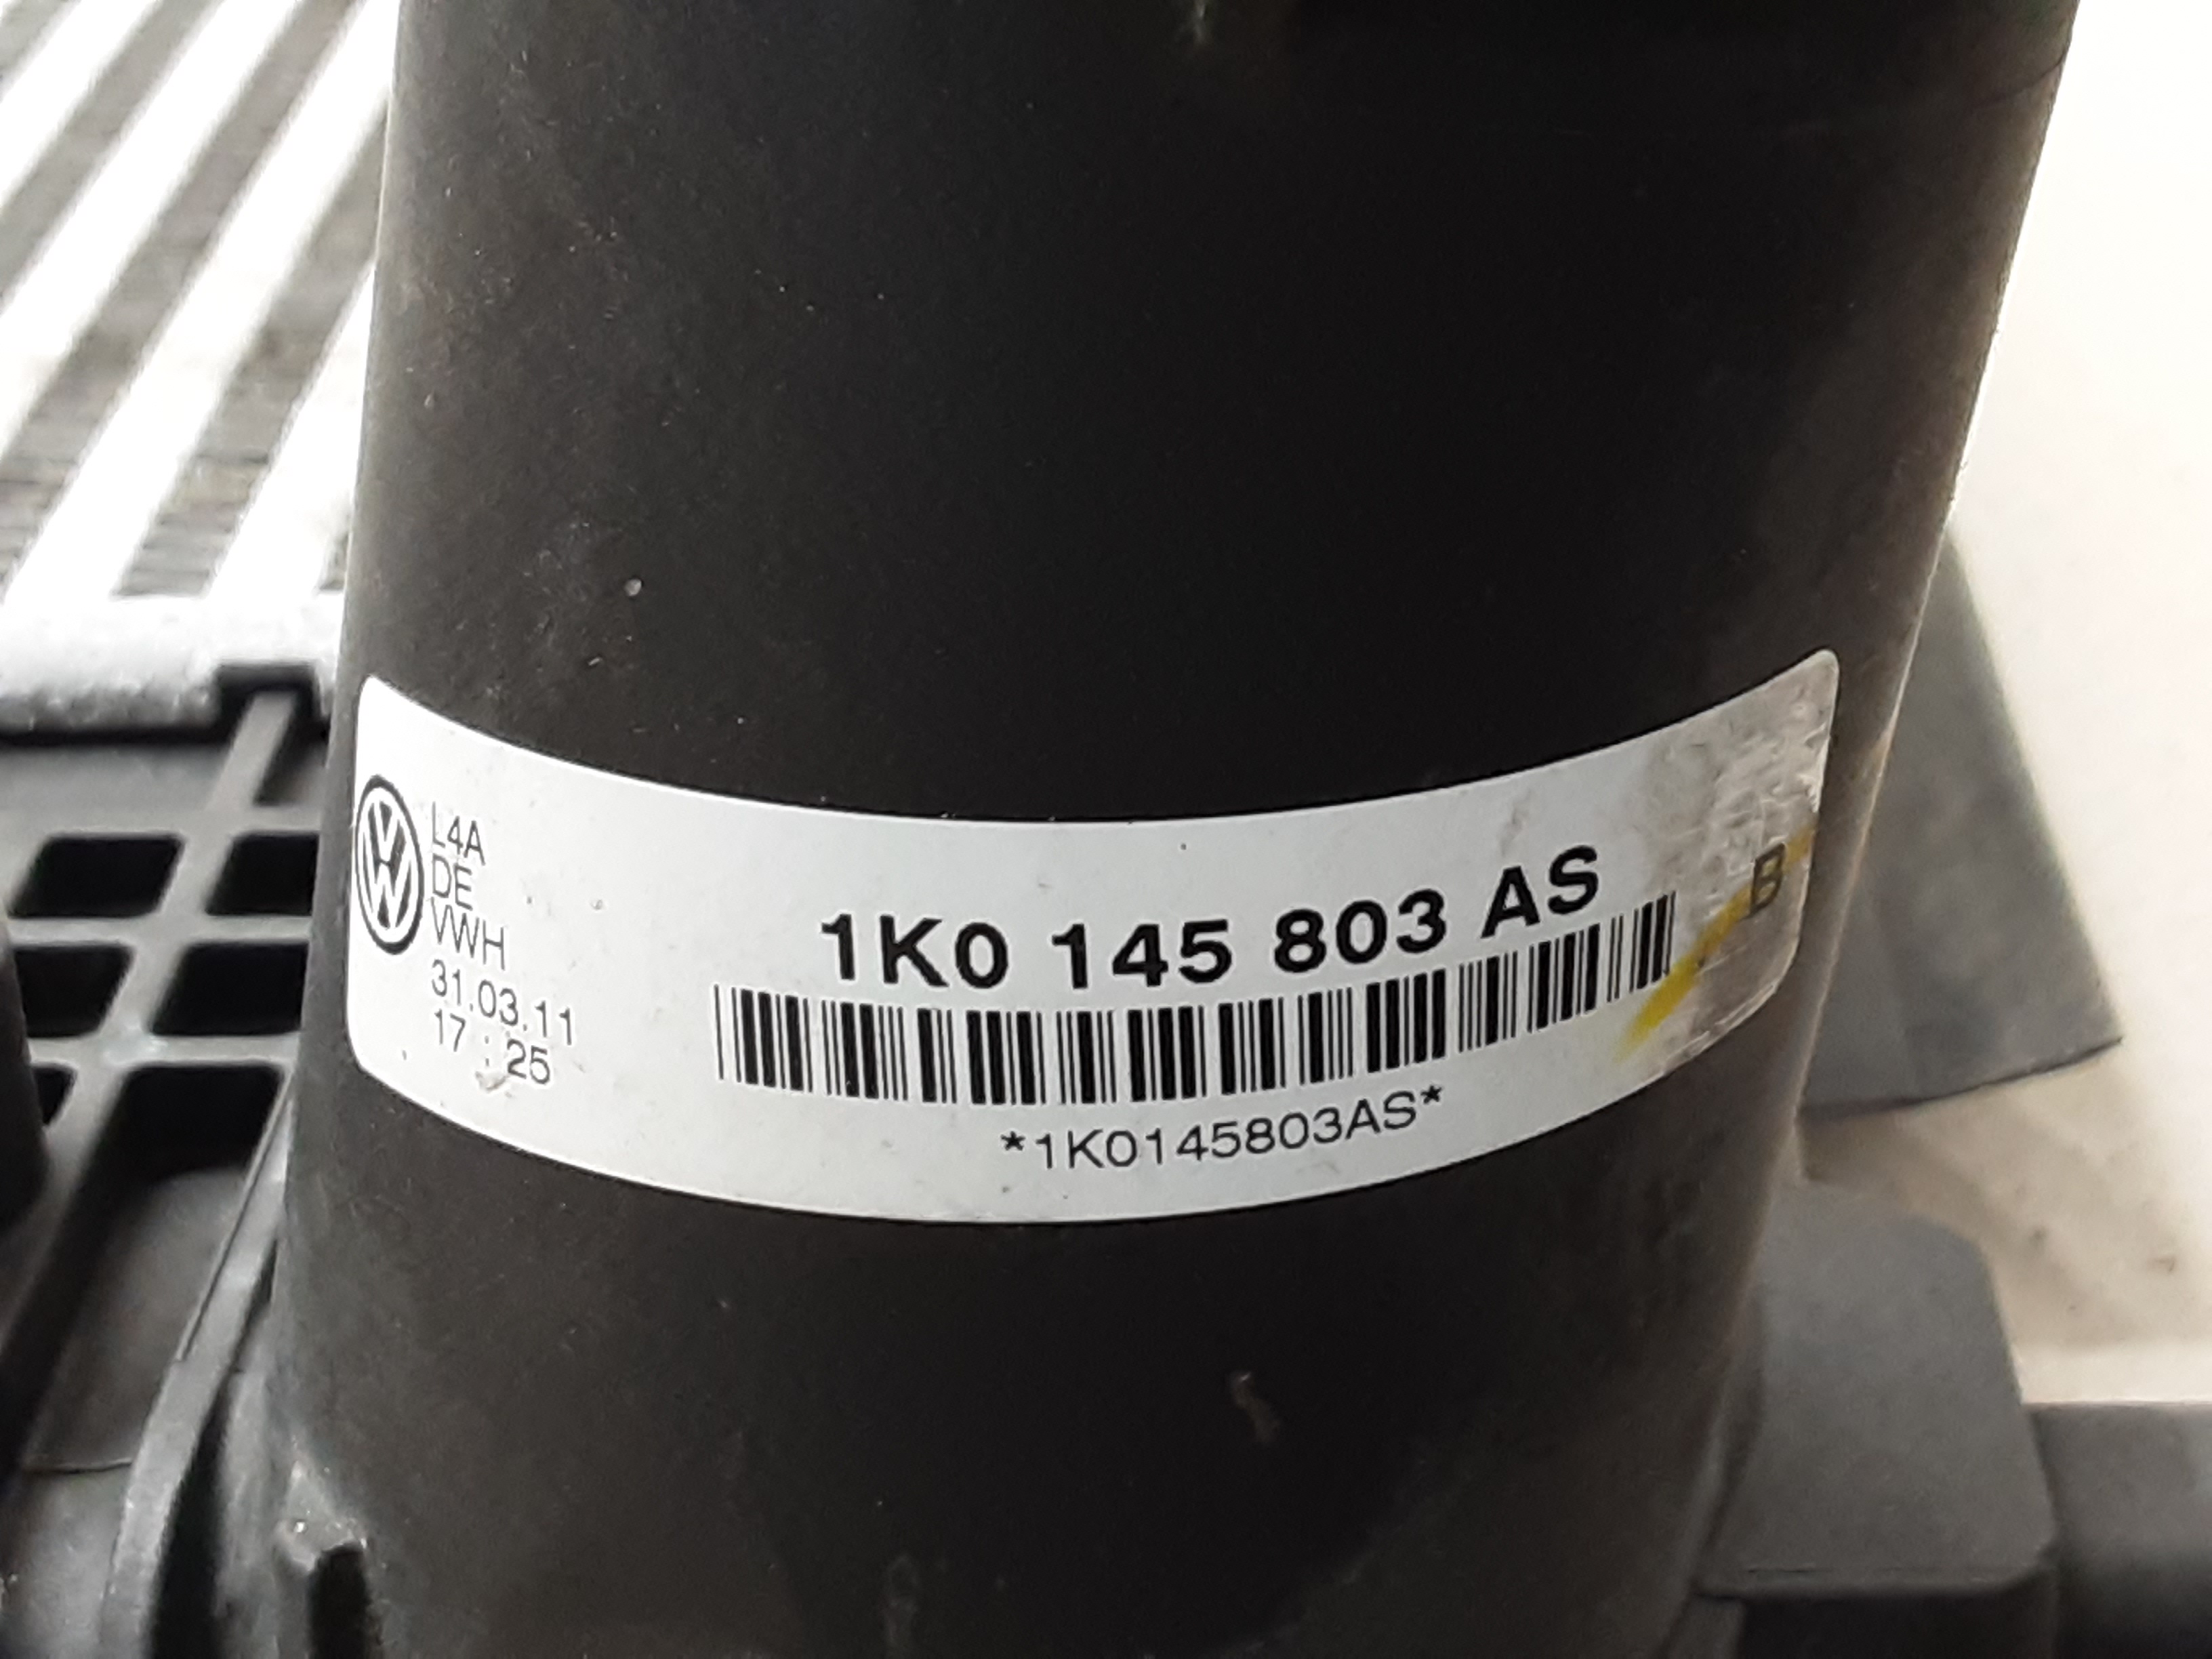 L4A
DE
VWH
31.03.11
17 : 25
1K0 145 803 AS
B
*1K0145803AS*